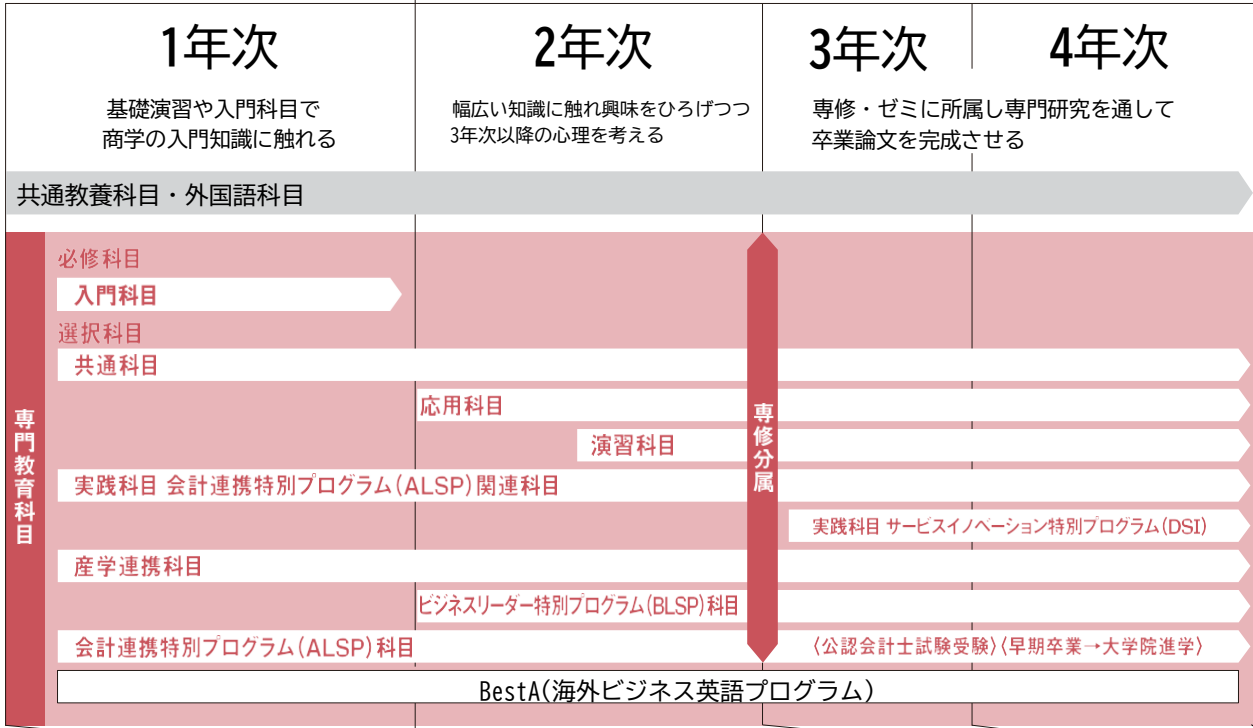 1年次
2年次
3年次
4年次
基礎演習や入門科目で
商学の入門知識に触れる
幅広い知識に触れ興味をひろげつつ
3年次以降の心理を考える
専修・ゼミに所属し専門研究を通して
卒業論文を完成させる
共通教養科目・外国語科目
専門教育科目
必修科目
入門科目
選択科目
共通科目
応用科目
演習科目
専修分属
実践科目 会計連携特別プログラム(ALSP)関連科目
実践科目 サービスイノベーション特別プログラム(DSI)
産学連携科目
ビジネスリーダー特別プログラム(BLSP)科目
会計連携特別プログラム(ALSP)科目
〈公認会計士試験受験〉〈早期卒業→大学院進学〉
BestA(海外ビジネス英語プログラム)